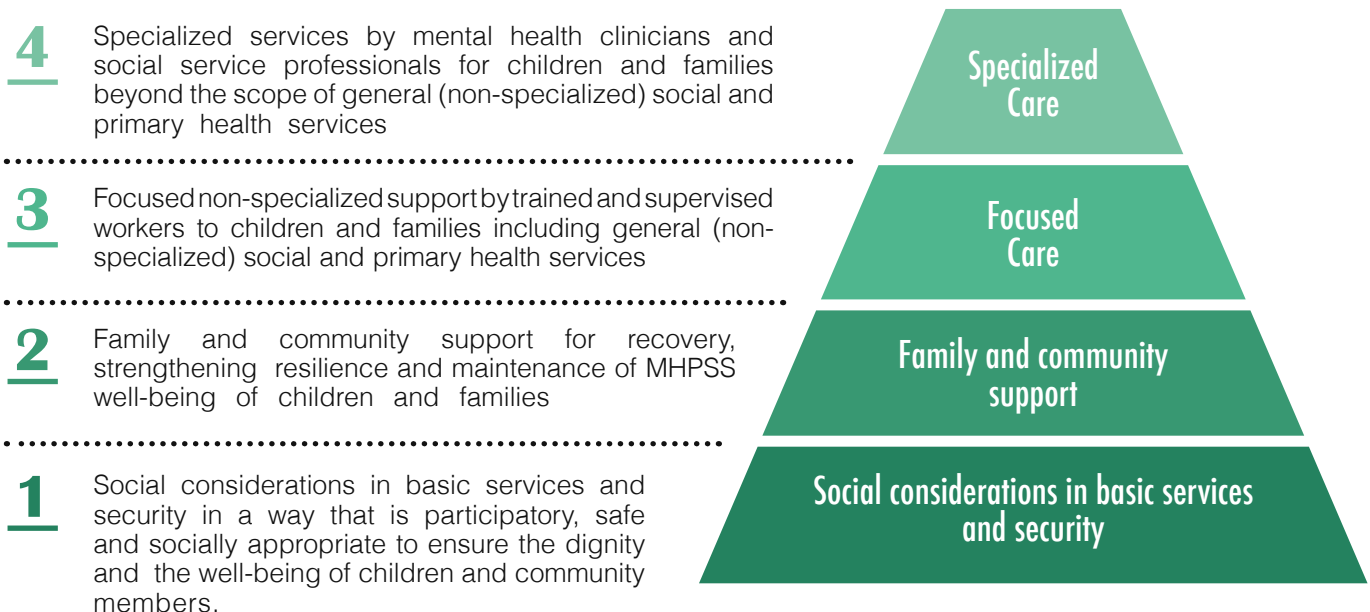 4
Specialized services by mental health clinicians and
social service professionals for children and families
beyond the scope of general (non-specialized) social and
primary health services
Specialized
Care
3
Focused non-specialized support by trained and supervised
workers to children and families including general (non-
specialized) social and primary health services
Focused
Care
2
Family and community support for recovery,
strengthening resilience and maintenance of MHPSS
well-being of children and families
Family and community
support
1
Social considerations in basic services and
security in a way that is participatory, safe
and socially appropriate to ensure the dignity
and the well-being of children and community
members.
Social considerations in basic services
and security